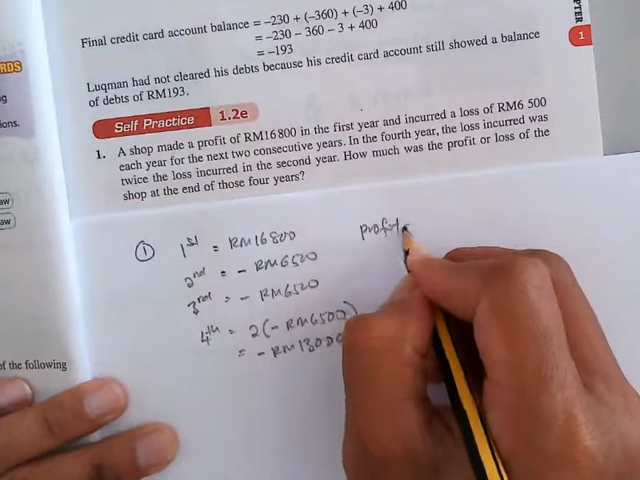 Final credit card account balance = –230 + (–360) + (–3) + 400
= –230 – 360 – 3 + 400
= –193
Luqman had not cleared his debts because his credit card account still showed a balance
of debts of RM193.
Self Practice 1.2e
1. A shop made a profit of RM16 800 in the first year and incurred a loss of RM6 500
each year for the next two consecutive years. In the fourth year, the loss incurred was
twice the loss incurred in the second year. How much was the profit or loss of the
shop at the end of those four years?
① 1st = RM16800
2nd = - RM6500
3rd = - RM6500
4th = 2(- RM6500)
= - RM13000
profit
RDS
ions.
aw
aw
of the following
PTER
1